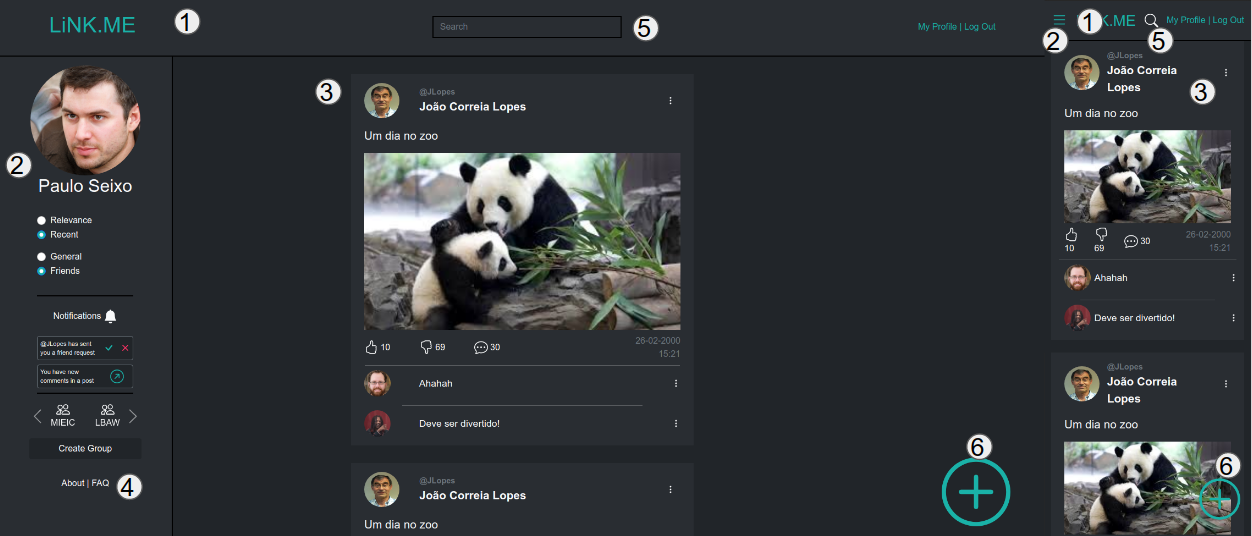 LiNK.ME
1
Search
5
My Profile | Log Out
2
Paulo Seixo
Relevance
Recent
General
Friends
Notifications
@JLopes has sent
you a friend request
You have new
comments in a post
MIEIC
LBAW
Create Group
About | FAQ
4
3
@JLopes
João Correia Lopes
Um dia no zoo
10
69
30
26-02-2000
15:21
Ahahah
Deve ser divertido!
@JLopes
João Correia Lopes
Um dia no zoo
6
1
K.ME
My Profile | Log Out
2
5
@JLopes
João Correia
Lopes
3
Um dia no zoo
10
69
30
26-02-2000
15:21
Ahahah
Deve ser divertido!
@JLopes
João Correia
Lopes
Um dia no zoo
6